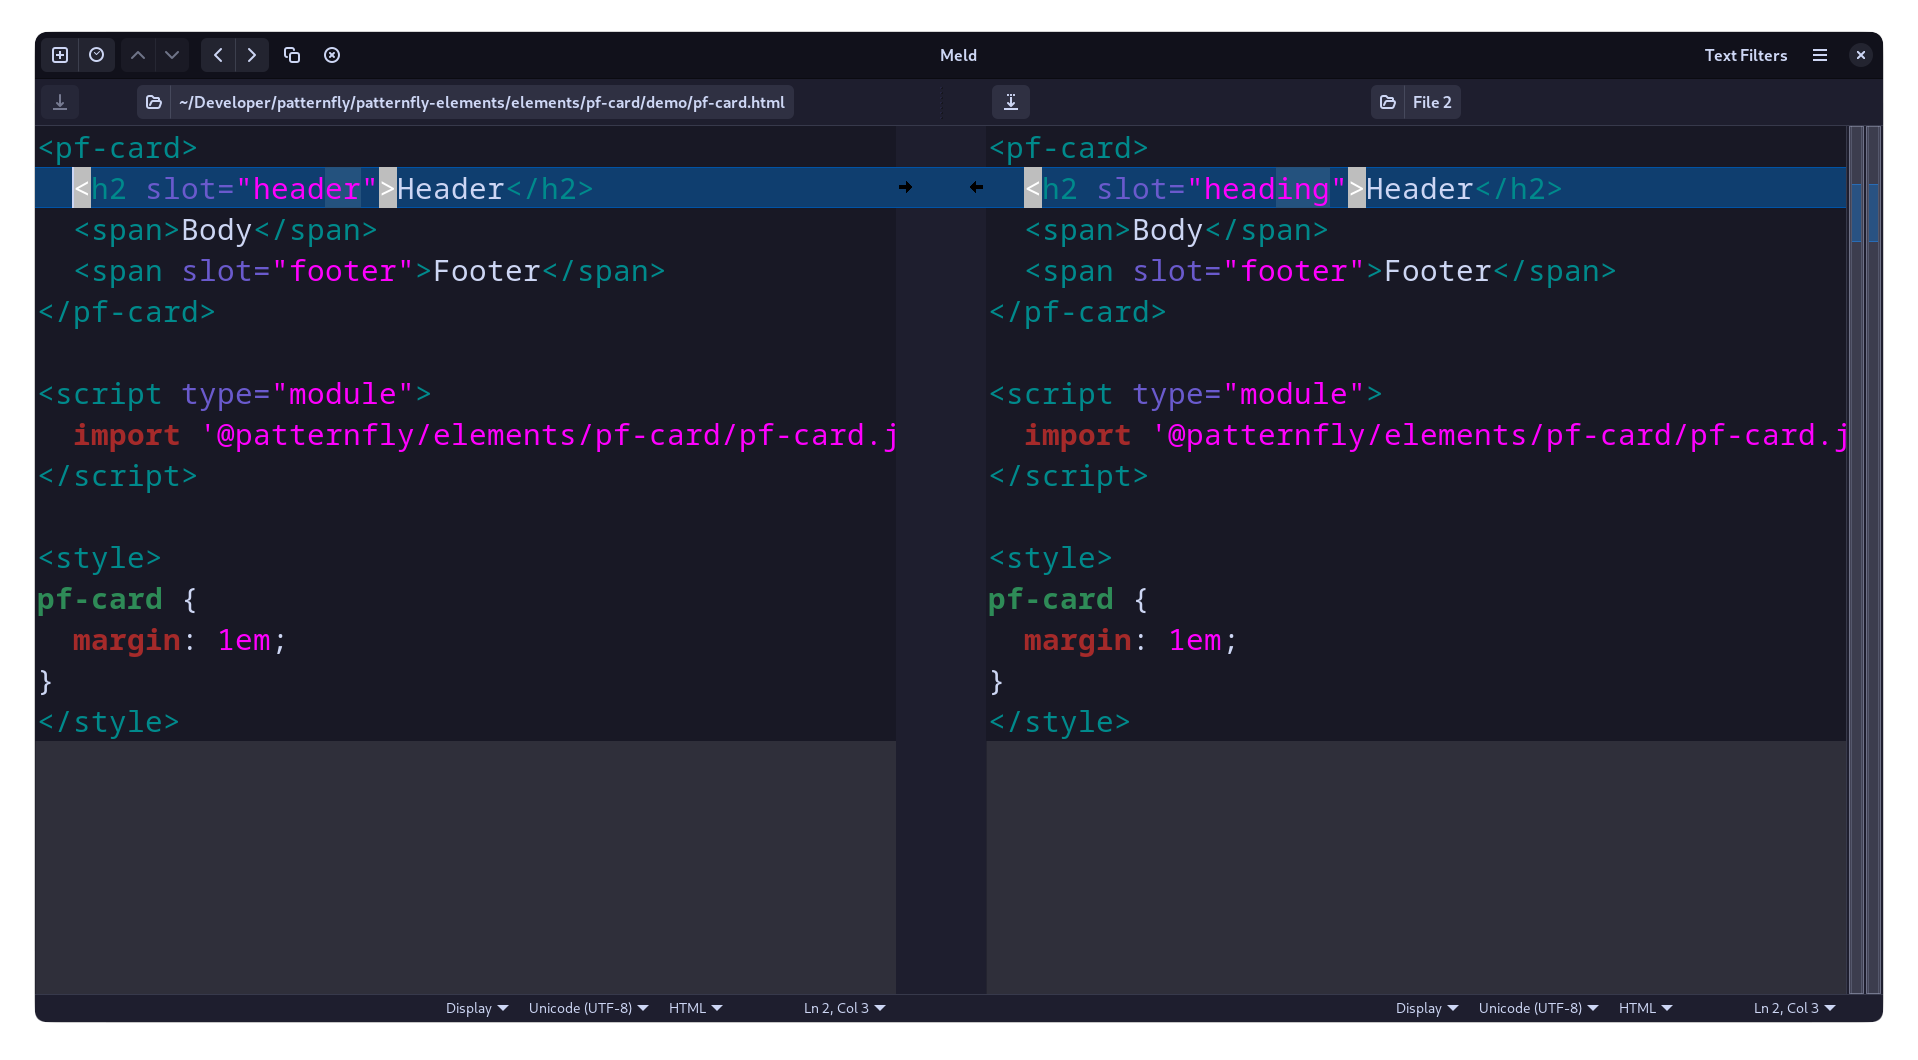 Meld
Text Filters
~/Developer/patternfly/patternfly-elements/elements/pf-card/demo/pf-card.html
File 2
<pf-card>
  <h2 slot="header">Header</h2>
  <span>Body</span>
  <span slot="footer">Footer</span>
</pf-card>
<script type="module">
  import '@patternfly/elements/pf-card/pf-card.j
</script>
<style>
pf-card {
  margin: 1em;
}
</style>
<pf-card>
  <h2 slot="heading">Header</h2>
  <span>Body</span>
  <span slot="footer">Footer</span>
</pf-card>
<script type="module">
  import '@patternfly/elements/pf-card/pf-card.j
</script>
<style>
pf-card {
  margin: 1em;
}
</style>
Display Unicode (UTF-8) HTML Ln 2, Col 3
Display Unicode (UTF-8) HTML Ln 2, Col 3